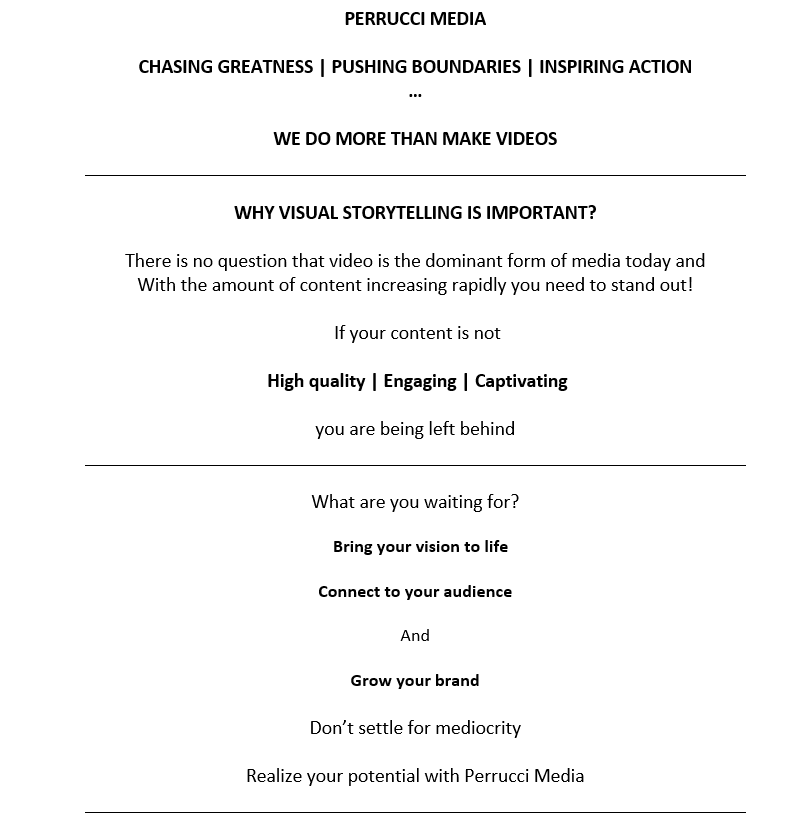 PERRUCCI MEDIA
CHASING GREATNESS | PUSHING BOUNDARIES | INSPIRING ACTION
...
WE DO MORE THAN MAKE VIDEOS
WHY VISUAL STORYTELLING IS IMPORTANT?
There is no question that video is the dominant form of media today and
With the amount of content increasing rapidly you need to stand out!
If your content is not
High quality | Engaging | Captivating
you are being left behind
What are you waiting for?
Bring your vision to life
Connect to your audience
And
Grow your brand
Don’t settle for mediocrity
Realize your potential with Perrucci Media